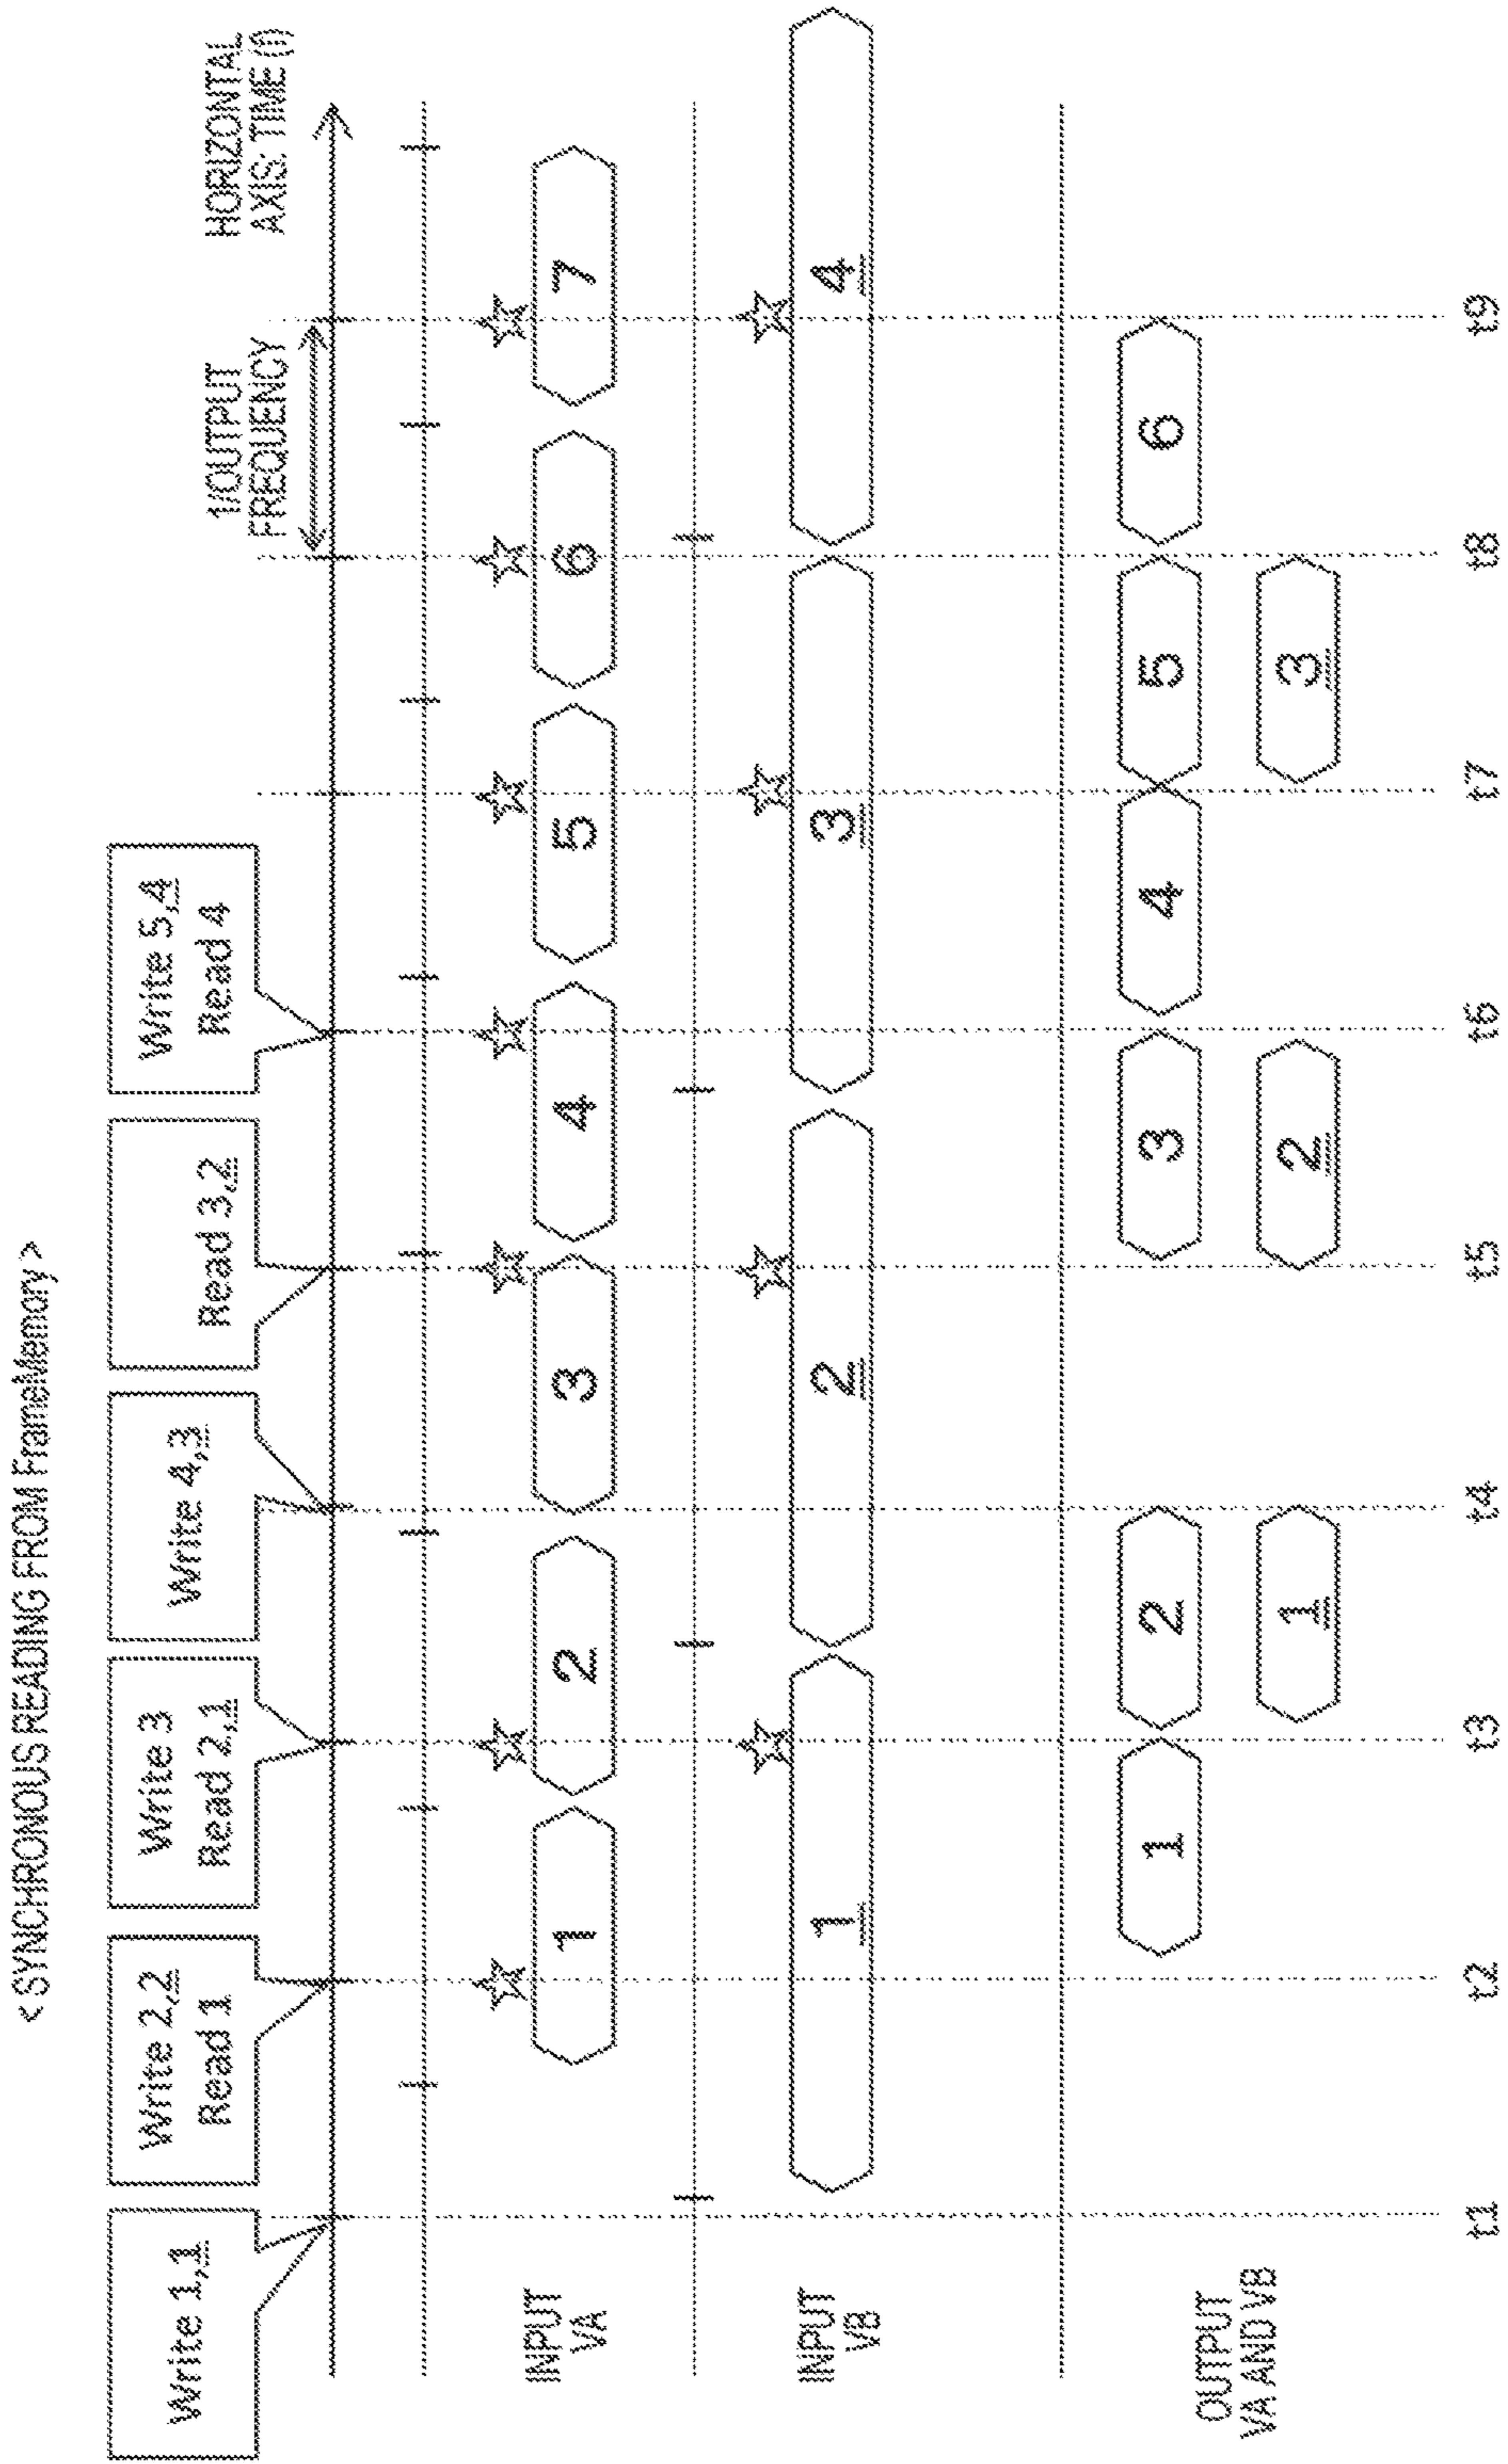 < SYNCHRONOUS READING FROM FrameMemory >
Write 1,1
Write 2,2
Read 1
Write 3
Read 2,1
Write 4,3
Read 3,2
Write 5,4
Read 4
1/OUTPUT
FREQUENCY
HORIZONTAL
AXIS: TIME (t)
INPUT
VA
1 2 3 4 5 6 7
INPUT
VB
1 2 3 4
OUTPUT
VA AND VB
1 2 3 4 5 6
1 2 3
t1 t2 t3 t4 t5 t6 t7 t8 t9